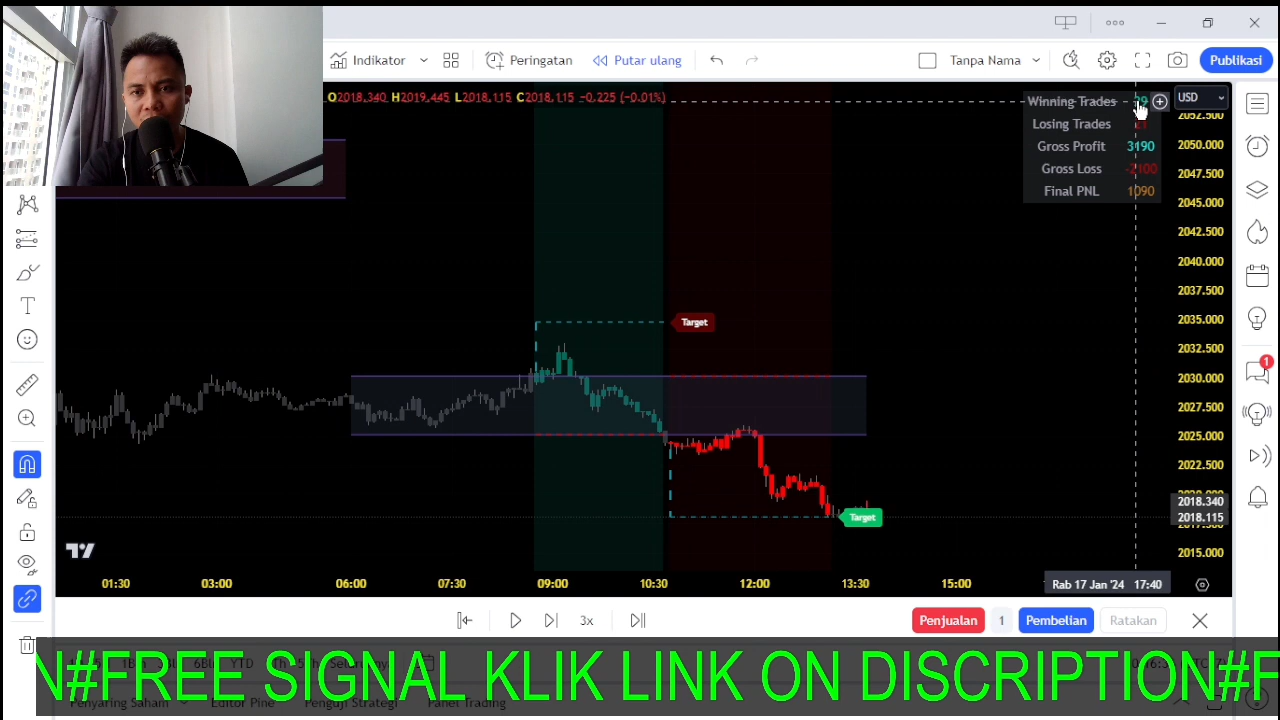 Indikator
Peringatan
Putar ulang
Tanpa Nama
Publikasi
O2018,340 H2019,445 L2018,115 C2018,115 -0,225 (-0,01%)
Winning Trades
USD
Losing Trades
Gross Profit 3190
Gross Loss -2100
Final PNL 1090
2052.500
2050.000
2047.500
2045.000
2042.500
2040.000
2037.500
2035.000
2032.500
2030.000
2027.500
2025.000
2022.500
2018.340
2018.115
2015.000
Target
Target
1
01:30 03:00 06:00 07:30 09:00 10:30 12:00 13:30 15:00
Rab 17 Jan '24 17:40
3x
Penjualan 1 Pembelian Ratakan
N#FREE SIGNAL KLIK LINK ON DISCRIPTION#F
Penyaring Saham Editor Pine Penguji Strategi Panel Trading